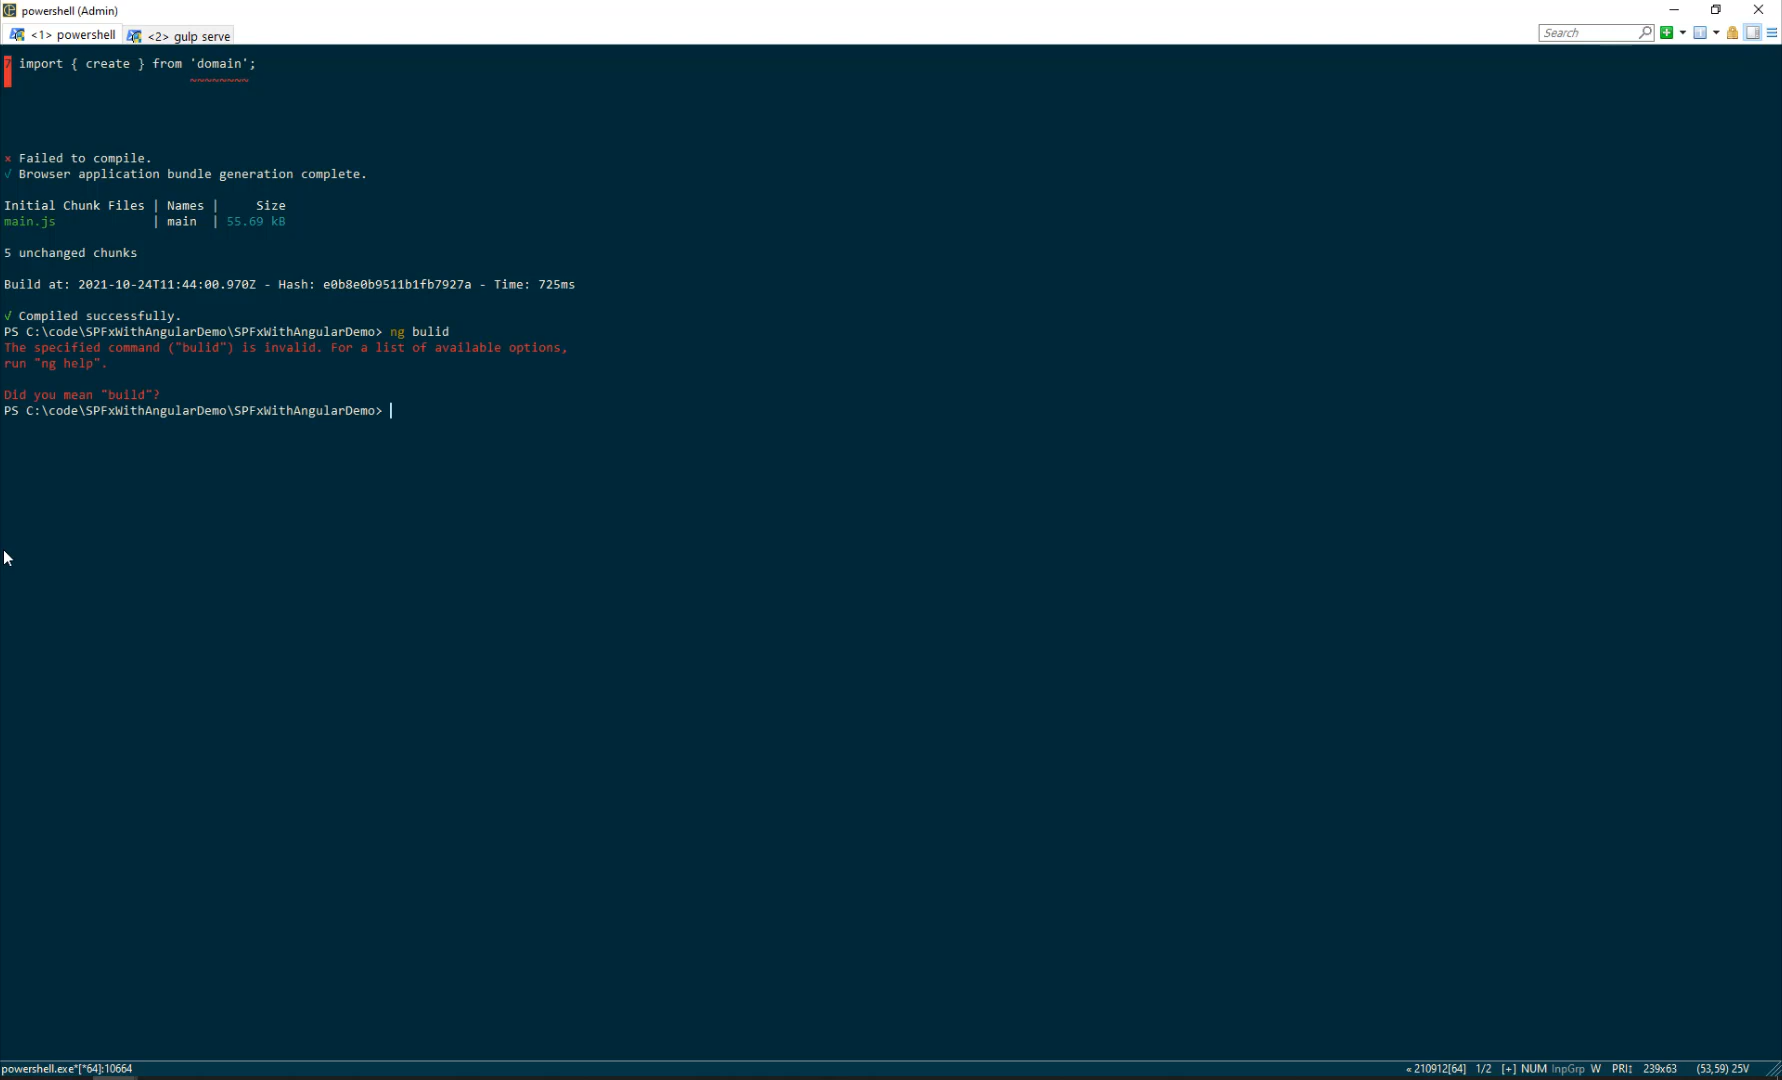 powershell (Admin)
<1> powershell
<2> gulp serve
Search
7 import { create } from 'domain';
~~~~~~~~
× Failed to compile.
√ Browser application bundle generation complete.
Initial Chunk Files | Names | Size
main.js | main | 55.69 kB
5 unchanged chunks
Build at: 2021-10-24T11:44:00.970Z - Hash: e0b8e0b9511b1fb7927a - Time: 725ms
√ Compiled successfully.
PS C:\code\SPFxWithAngularDemo\SPFxWithAngularDemo> ng bulid
The specified command ("bulid") is invalid. For a list of available options,
run "ng help".
Did you mean "build"?
PS C:\code\SPFxWithAngularDemo\SPFxWithAngularDemo>
powershell.exe*[*64]:10664
« 210912[64] 1/2 [+] NUM InpGrp W PRI↕ 239x63 (53,59) 25V